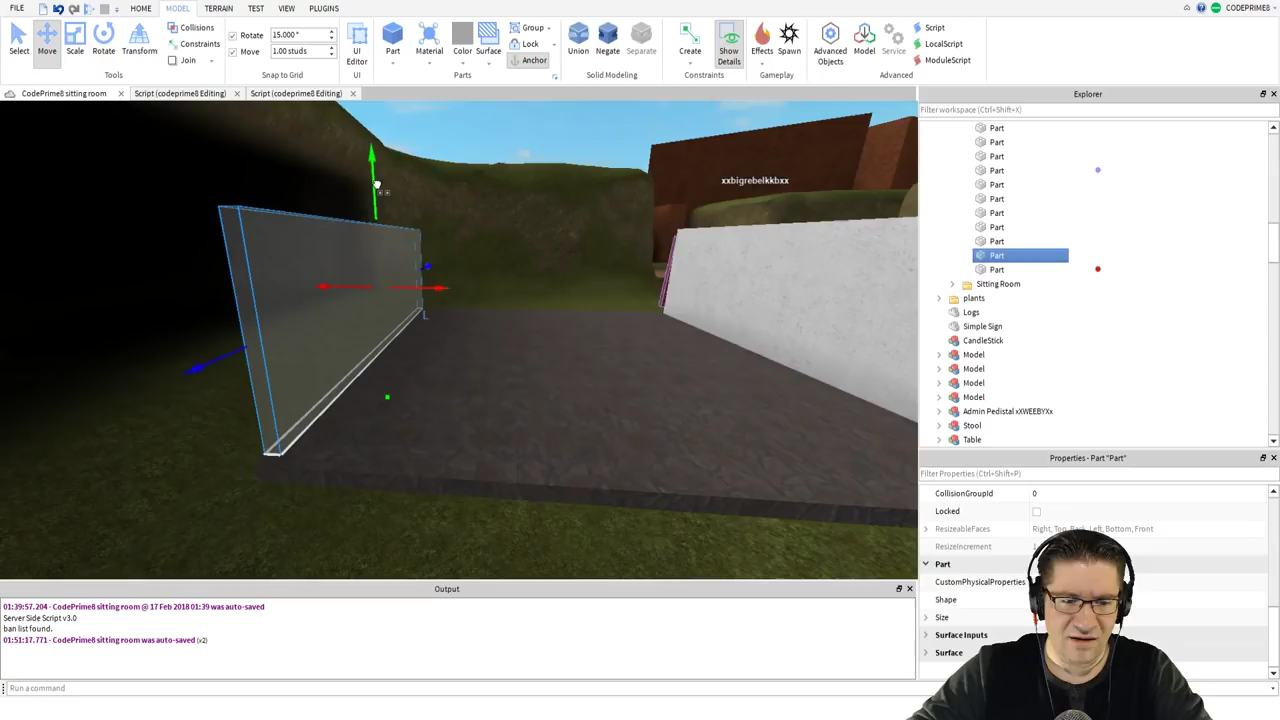 FILE HOME MODEL TERRAIN TEST VIEW PLUGINS CODEPRIME8
Select Move Scale Rotate Transform
Collisions
Constraints
Join
Tools
Rotate 15.000°
Move 1.00 studs
Snap to Grid
UI Editor
UI
Part Material Color Surface
Group
Lock
Anchor
Parts
Union Negate Separate
Solid Modeling
Create Show Details
Constraints
Effects Spawn
Gameplay
Advanced Objects Model Service
Script
LocalScript
ModuleScript
Advanced
CodePrime8 sitting room Script (codeprime8 Editing) Script (codeprime8 Editing)
xxbigrebelkkbxx
Explorer
Filter workspace (Ctrl+Shift+X)
Part
Part
Part
Part
Part
Part
Part
Part
Part
Part
Part
Sitting Room
plants
Logs
Simple Sign
CandleStick
Model
Model
Model
Model
Admin Pedistal xXWEEBYXx
Stool
Table
Properties - Part "Part"
Filter Properties (Ctrl+Shift+P)
CollisionGroupId 0
Locked
ResizeableFaces Right, Top, Back, Left, Bottom, Front
ResizeIncrement
Part
CustomPhysicalProperties
Shape
Size
Surface Inputs
Surface
Output
01:39:57.204 - CodePrime8 sitting room @ 17 Feb 2018 01:39 was auto-saved
Server Side Script v3.0
ban list found.
01:51:17.771 - CodePrime8 sitting room was auto-saved (x2)
Run a command